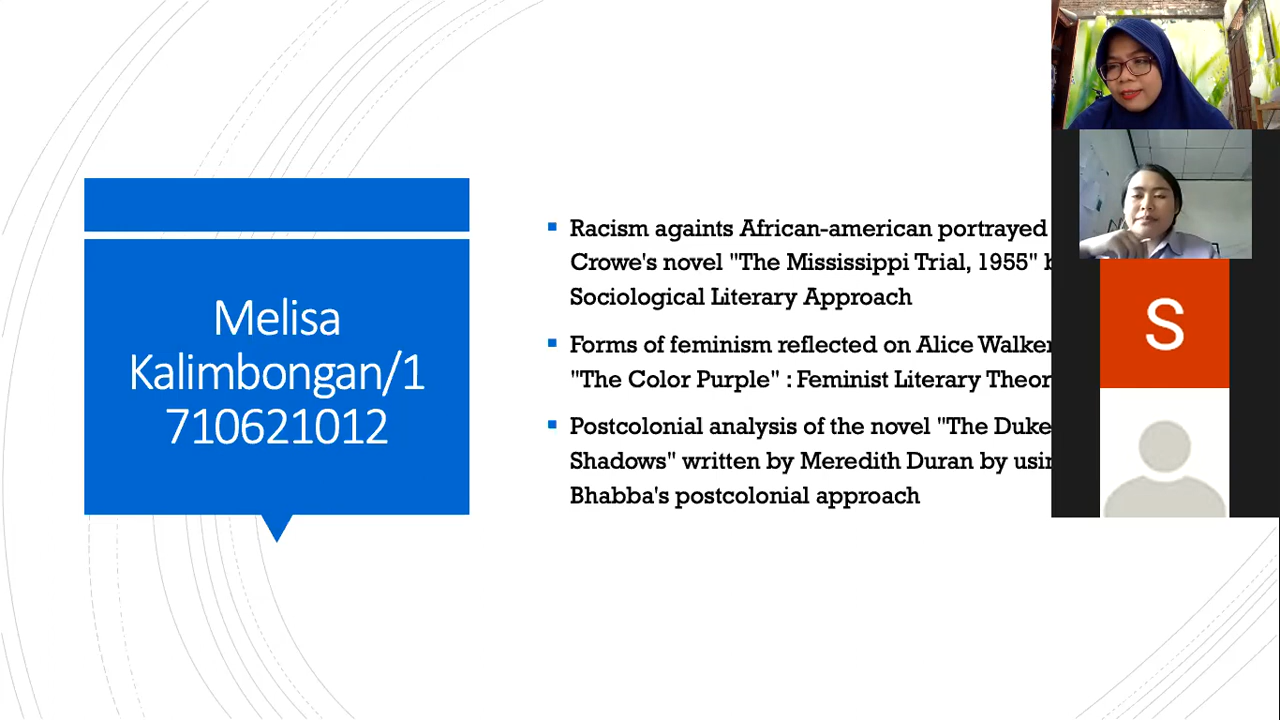 Melisa
Kalimbongan/1
710621012
Racism againts African-american portrayed
Crowe's novel "The Mississippi Trial, 1955"
Sociological Literary Approach
Forms of feminism reflected on Alice Walker
"The Color Purple" : Feminist Literary Theor
Postcolonial analysis of the novel "The Duke
Shadows" written by Meredith Duran by usin
Bhabba's postcolonial approach
S